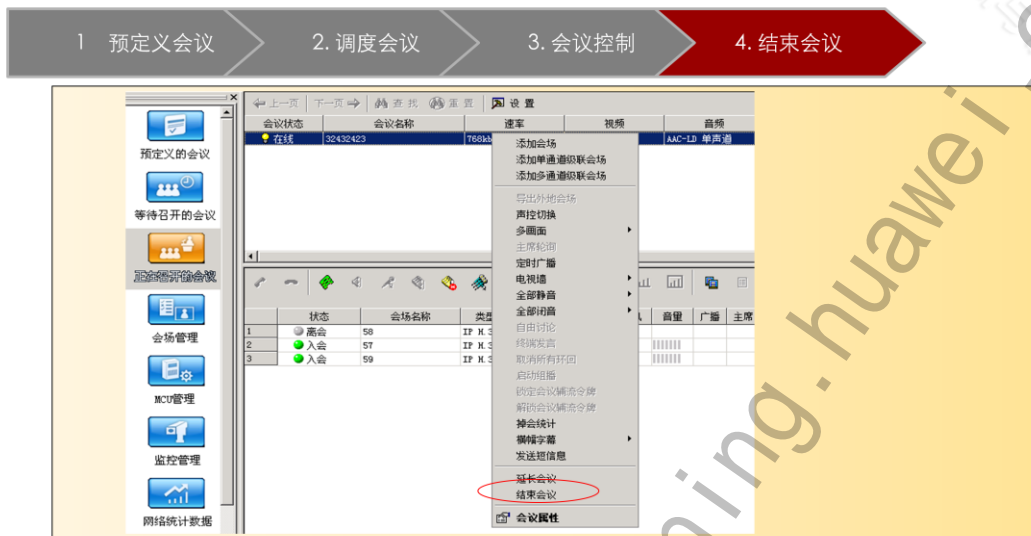 1 预定义会议
2. 调度会议
3. 会议控制
4. 结束会议
上一页 下一页 查找 重置 设置
会议状态 会议名称 速率 视频 音频
在线 32432423 768kb AAC-LD 单声道
预定义的会议
等待召开的会议
正在召开的会议
会场管理
MCU管理
监控管理
网络统计数据
添加会场
添加单通道级联会场
添加多通道级联会场
导出外地会场
声控切换
多画面
主席轮询
定时广播
电视墙
全部静音
全部闭音
自由讨论
终端发言
取消所有环回
启动组播
锁定会议辅流令牌
解锁会议辅流令牌
掉会统计
横幅字幕
发送短信息
延长会议
结束会议
会议属性
状态 会场名称 类型 音量 广播 主席
1 离会 58 IP H.3
2 入会 57 IP H.3
3 入会 59 IP H.3
ning.huawei